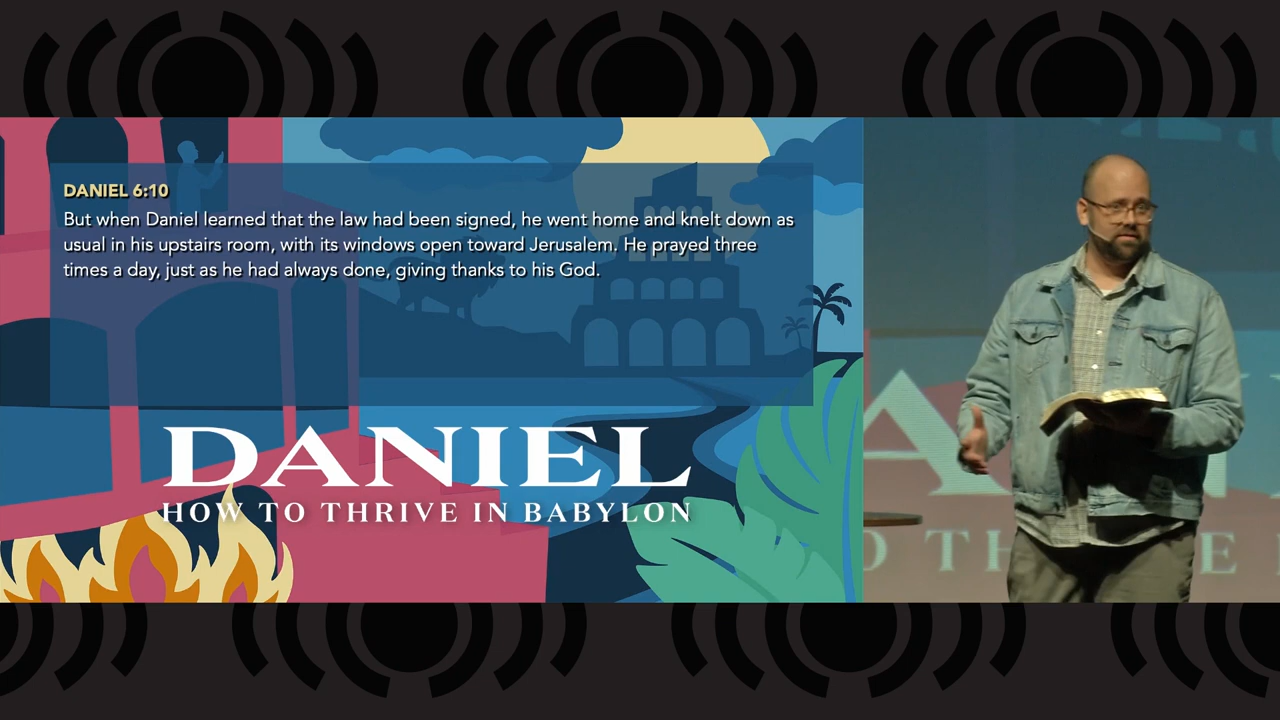 DANIEL 6:10
But when Daniel learned that the law had been signed, he went home and knelt down as
usual in his upstairs room, with its windows open toward Jerusalem. He prayed three
times a day, just as he had always done, giving thanks to his God.
DANIEL
HOW TO THRIVE IN BABYLON